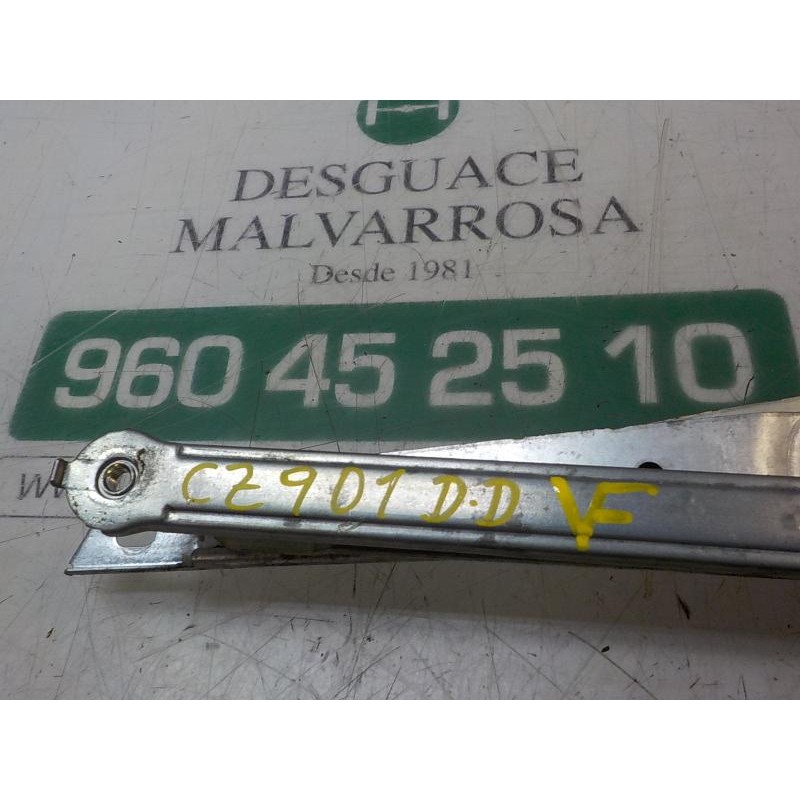 DESGUACE
MALVARROSA
Desde 1981
960 45 25 10
CZ901 D.D VF